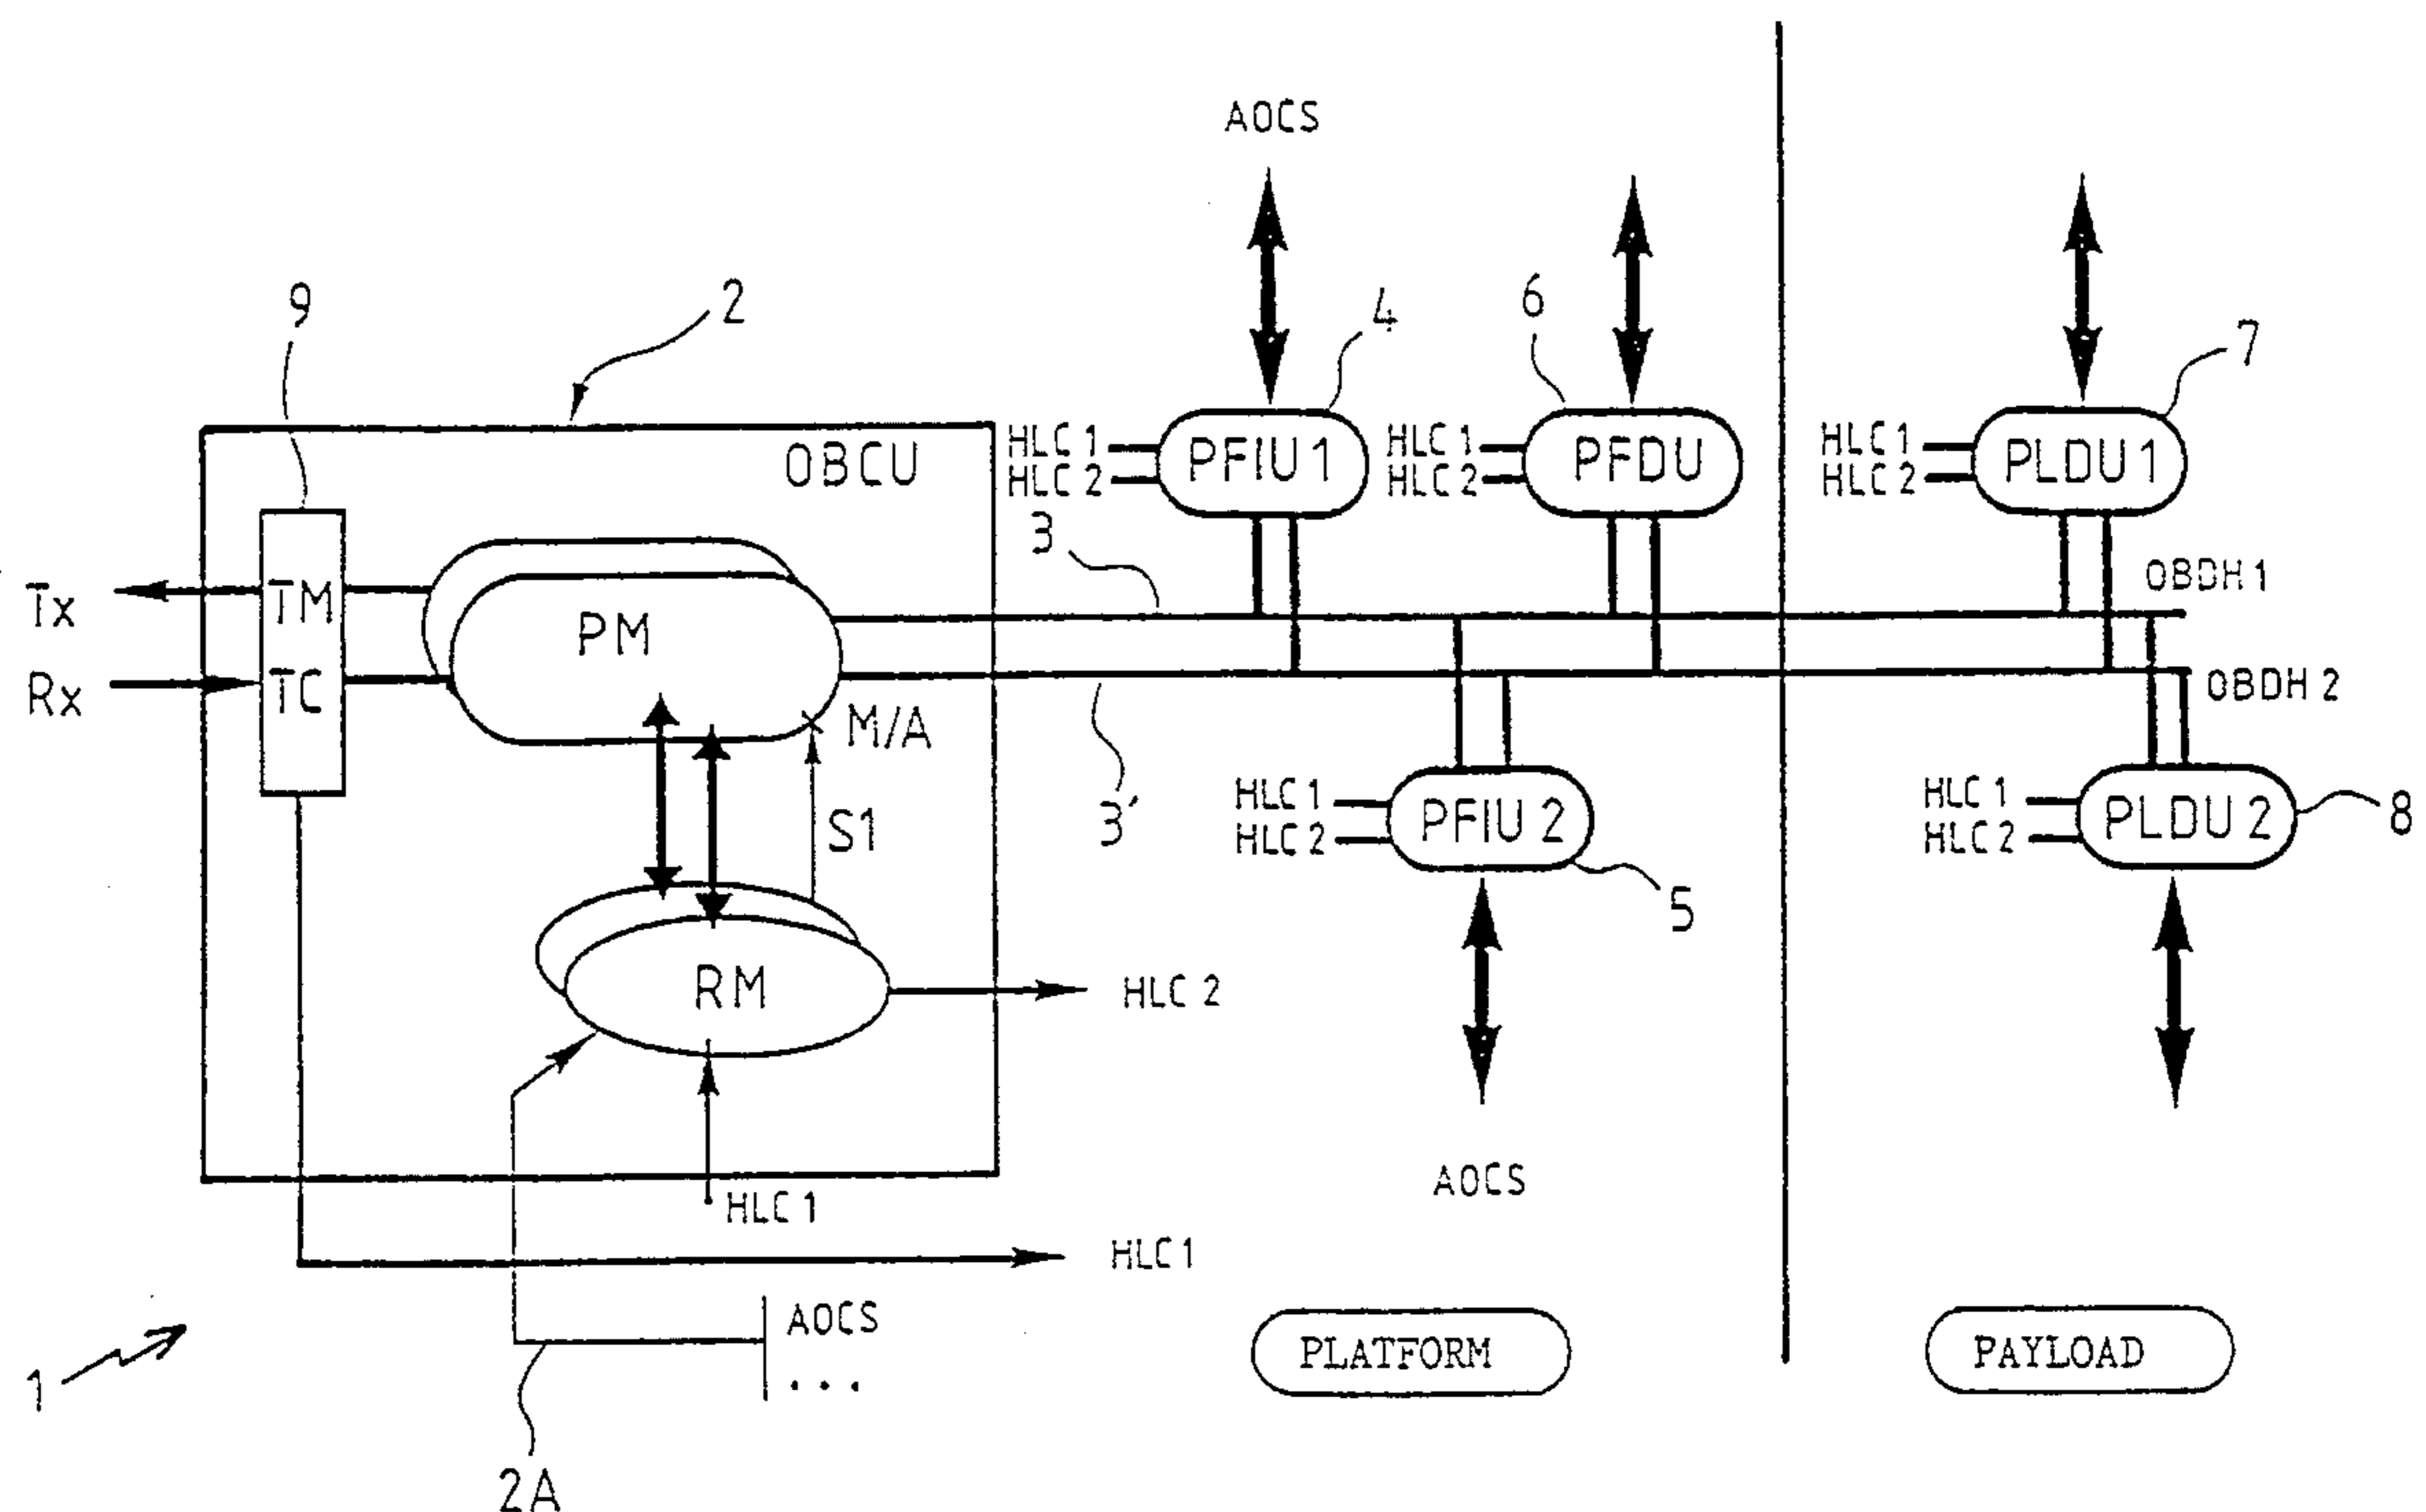 AOCS
9
2
4
6
7
OBCU
HLC 1
HLC 2
PFIU 1
HLC 1
HLC 2
PFDU
HLC 1
HLC 2
PLDU 1
3
OBDH 1
Tx
TM
PM
Rx
TC
M/A
OBDH 2
S1
3'
HLC 1
HLC 2
PFIU 2
5
HLC 1
HLC 2
PLDU 2
8
RM
HLC 2
AOCS
HLC 1
HLC 1
AOCS
...
1
2A
PLATFORM
PAYLOAD